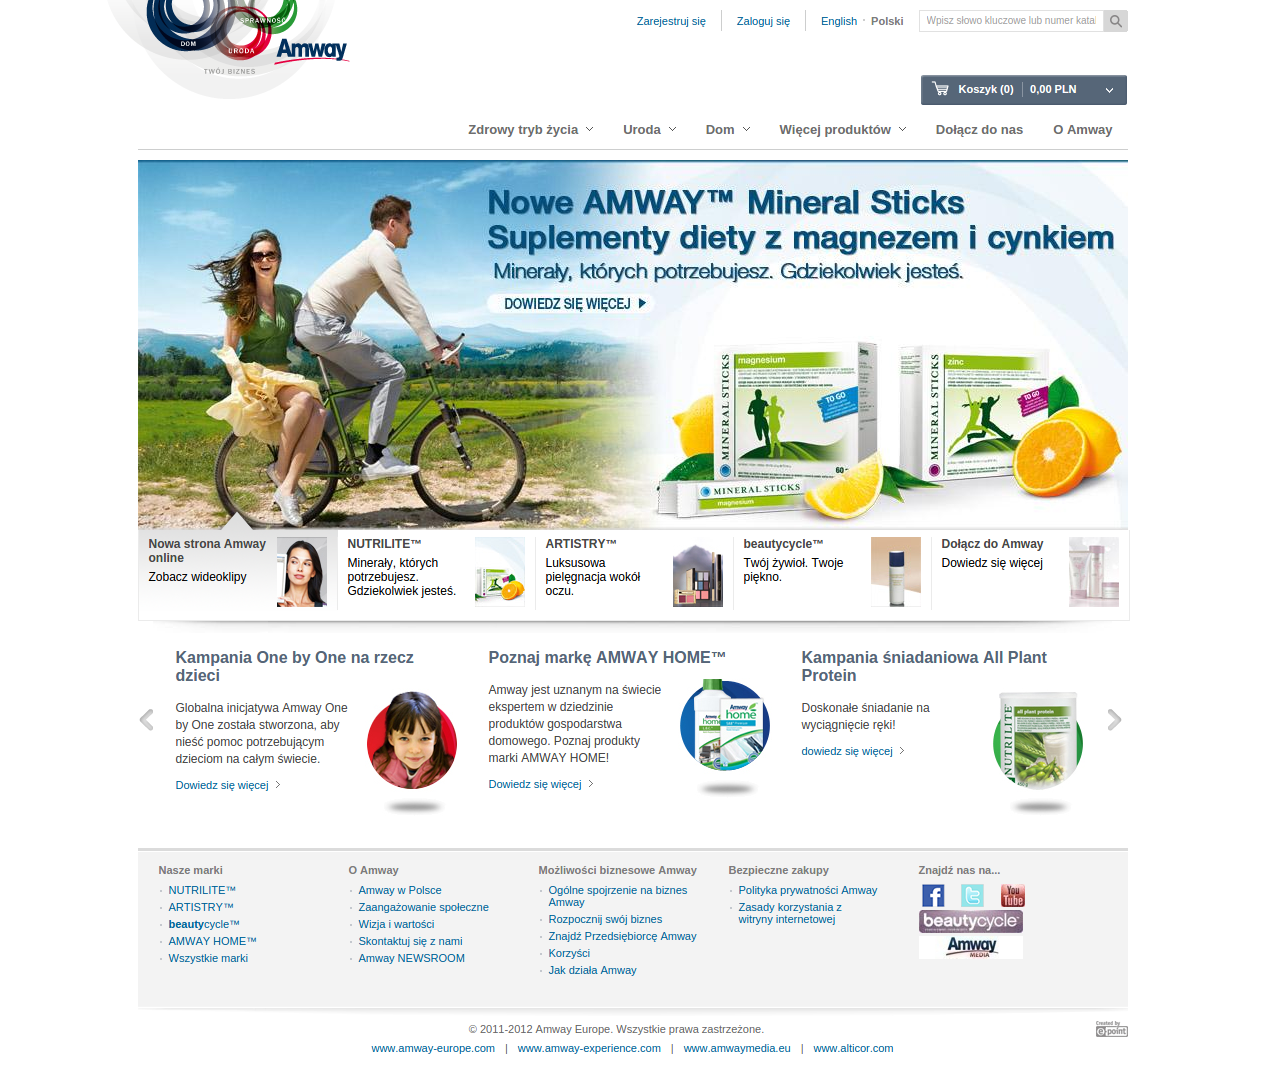 SPRAWNOŚĆ
DOM
URODA
Amway
TWÓJ BIZNES
Zarejestruj się
Zaloguj się
English
Polski
Wpisz słowo kluczowe lub numer kata
Koszyk (0)
0,00 PLN
Zdrowy tryb życia
Uroda
Dom
Więcej produktów
Dołącz do nas
O Amway
Nowe AMWAY™ Mineral Sticks
Suplementy diety z magnezem i cynkiem
Minerały, których potrzebujesz. Gdziekolwiek jesteś.
DOWIEDZ SIĘ WIĘCEJ
magnesium
MINERAL STICKS
TO GO
zinc
MINERAL STICKS
TO GO
MINERAL STICKS
magnesium
Nowa strona Amway
online
Zobacz wideoklipy
NUTRILITE™
Minerały, których
potrzebujesz.
Gdziekolwiek jesteś.
ARTISTRY™
Luksusowa
pielęgnacja wokół
oczu.
beautycycle™
Twój żywioł. Twoje
piękno.
Dołącz do Amway
Dowiedz się więcej
Kampania One by One na rzecz
dzieci
Globalna inicjatywa Amway One
by One została stworzona, aby
nieść pomoc potrzebującym
dzieciom na całym świecie.
Dowiedz się więcej
Poznaj markę AMWAY HOME™
Amway jest uznanym na świecie
ekspertem w dziedzinie
produktów gospodarstwa
domowego. Poznaj produkty
marki AMWAY HOME!
Dowiedz się więcej
Amway
home
Amway
home
Kampania śniadaniowa All Plant
Protein
Doskonałe śniadanie na
wyciągnięcie ręki!
dowiedz się więcej
NUTRILITE
all plant protein
Nasze marki
NUTRILITE™
ARTISTRY™
beautycycle™
AMWAY HOME™
Wszystkie marki
O Amway
Amway w Polsce
Zaangażowanie społeczne
Wizja i wartości
Skontaktuj się z nami
Amway NEWSROOM
Możliwości biznesowe Amway
Ogólne spojrzenie na biznes
Amway
Rozpocznij swój biznes
Znajdź Przedsiębiorcę Amway
Korzyści
Jak działa Amway
Bezpieczne zakupy
Polityka prywatności Amway
Zasady korzystania z
witryny internetowej
Znajdź nas na...
You
Tube
beautycycle
Amway
MEDIA
© 2011-2012 Amway Europe. Wszystkie prawa zastrzeżone.
www.amway-europe.com | www.amway-experience.com | www.amwaymedia.eu | www.alticor.com
Created by
e-point